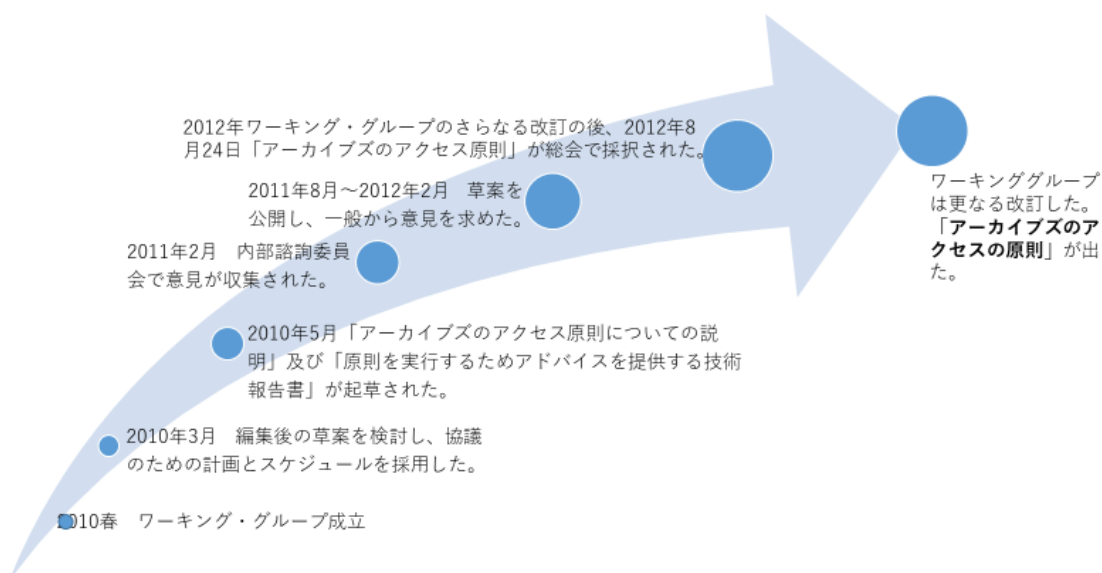 2012年ワーキング・グループのさらなる改訂の後、2012年8
月24日「アーカイブズのアクセス原則」が総会で採択された。
2011年8月~2012年2月　草案を
公開し、一般から意見を求めた。
2011年2月　内部諮詢委員
会で意見が収集された。
2010年5月「アーカイブズのアクセス原則についての説
明」及び「原則を実行するためアドバイスを提供する技術
報告書」が起草された。
2010年3月　編集後の草案を検討し、協議
のための計画とスケジュールを採用した。
2010春　ワーキング・グループ成立
ワーキンググループ
は更なる改訂した。
「アーカイブズのア
クセスの原則」が出
た。